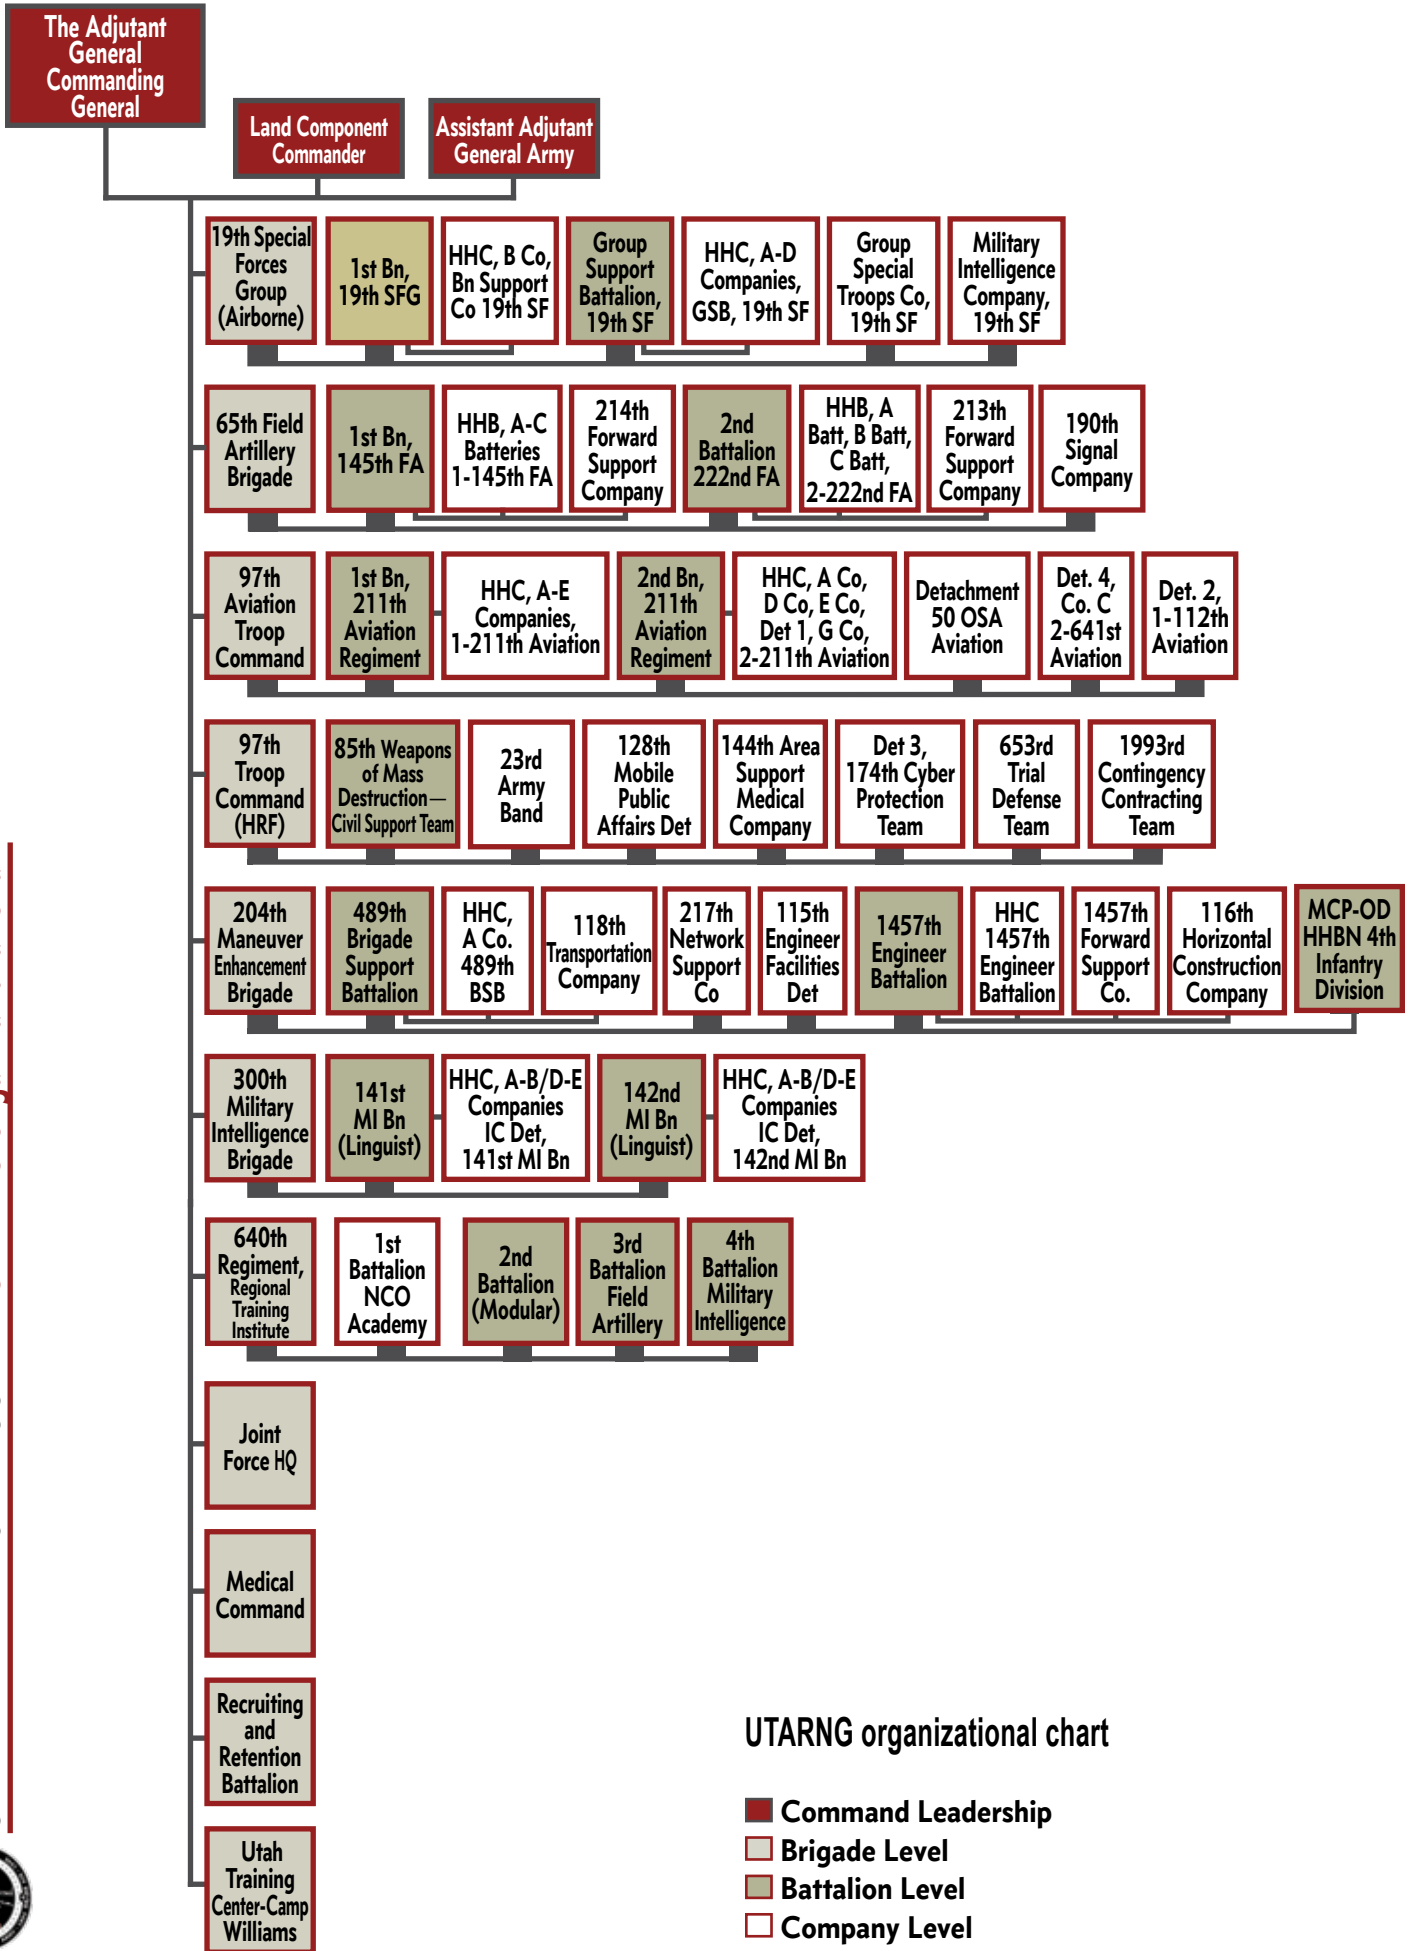 The Adjutant
General
Commanding
General
Land Component
Commander
Assistant Adjutant
General Army
19th Special
Forces
Group
(Airborne)
1st Bn,
19th SFG
HHC, B Co,
Bn Support
Co 19th SF
Group
Support
Battalion,
19th SF
HHC, A-D
Companies,
GSB, 19th SF
Group
Special
Troops Co,
19th SF
Military
Intelligence
Company,
19th SF
65th Field
Artillery
Brigade
1st Bn,
145th FA
HHB, A-C
Batteries
1-145th FA
214th
Forward
Support
Company
2nd
Battalion
222nd FA
HHB, A
Batt, B Batt,
C Batt,
2-222nd FA
213th
Forward
Support
Company
190th
Signal
Company
97th
Aviation
Troop
Command
1st Bn,
211th
Aviation
Regiment
HHC, A-E
Companies,
1-211th Aviation
2nd Bn,
211th
Aviation
Regiment
HHC, A Co,
D Co, E Co,
Det 1, G Co,
2-211th Aviation
Detachment
50 OSA
Aviation
Det. 4,
Co. C
2-641st
Aviation
Det. 2,
1-112th
Aviation
97th
Troop
Command
(HRF)
85th Weapons
of Mass
Destruction—
Civil Support Team
23rd
Army
Band
128th
Mobile
Public
Affairs Det
144th Area
Support
Medical
Company
Det 3,
174th Cyber
Protection
Team
653rd
Trial
Defense
Team
1993rd
Contingency
Contracting
Team
204th
Maneuver
Enhancement
Brigade
489th
Brigade
Support
Battalion
HHC,
A Co.
489th
BSB
118th
Transportation
Company
217th
Network
Support
Co
115th
Engineer
Facilities
Det
1457th
Engineer
Battalion
HHC
1457th
Engineer
Battalion
1457th
Forward
Support
Co.
116th
Horizontal
Construction
Company
MCP-OD
HHBN 4th
Infantry
Division
300th
Military
Intelligence
Brigade
141st
MI Bn
(Linguist)
HHC, A-B/D-E
Companies
IC Det,
141st MI Bn
142nd
MI Bn
(Linguist)
HHC, A-B/D-E
Companies
IC Det,
142nd MI Bn
640th
Regiment,
Regional
Training
Institute
1st
Battalion
NCO
Academy
2nd
Battalion
(Modular)
3rd
Battalion
Field
Artillery
4th
Battalion
Military
Intelligence
Joint
Force HQ
Medical
Command
Recruiting
and
Retention
Battalion
Utah
Training
Center-Camp
Williams
UTARNG organizational chart
Command Leadership
Brigade Level
Battalion Level
Company Level